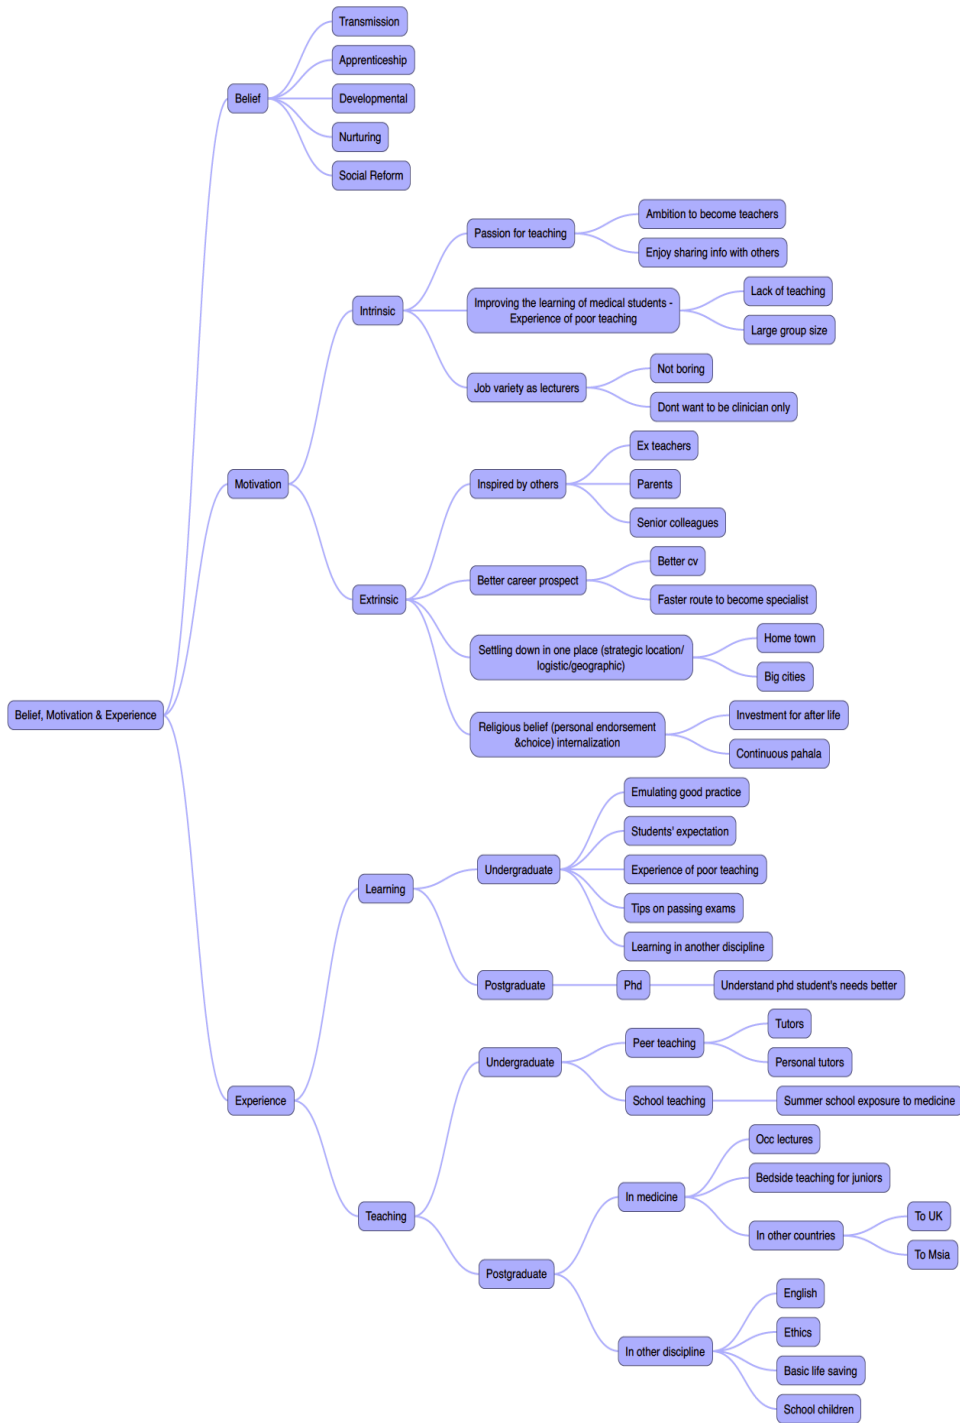 Transmission
Apprenticeship
Belief
Developmental
Nurturing
Social Reform
Ambition to become teachers
Passion for teaching
Enjoy sharing info with others
Lack of teaching
Intrinsic
Improving the learning of medical students -
Experience of poor teaching
Large group size
Not boring
Job variety as lecturers
Dont want to be clinician only
Ex teachers
Motivation
Inspired by others
Parents
Senior colleagues
Better cv
Better career prospect
Extrinsic
Faster route to become specialist
Home town
Settling down in one place (strategic location/
logistic/geographic)
Big cities
Belief, Motivation & Experience
Investment for after life
Religious belief (personal endorsement
&choice) internalization
Continuous pahala
Emulating good practice
Students' expectation
Learning
Undergraduate
Experience of poor teaching
Tips on passing exams
Learning in another discipline
Postgraduate
Phd
Understand phd student's needs better
Tutors
Peer teaching
Undergraduate
Personal tutors
Experience
School teaching
Summer school exposure to medicine
Occ lectures
Bedside teaching for juniors
In medicine
Teaching
To UK
In other countries
To Msia
Postgraduate
English
Ethics
In other discipline
Basic life saving
School children